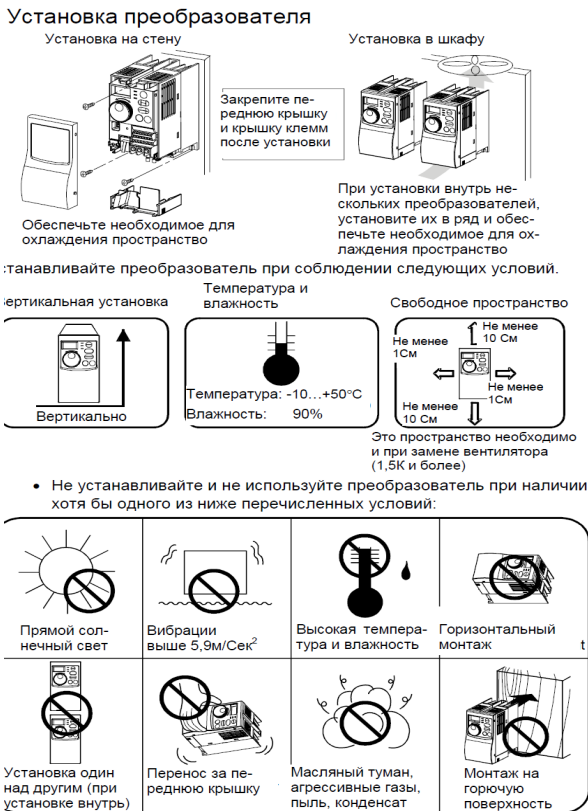 Установка преобразователя
Установка на стену
Установка в шкафу
Закрепите пе-
реднюю крышку
и крышку клемм
после установки
Обеспечьте необходимое для
охлаждения пространство
При установки внутрь не-
скольких преобразователей,
установите их в ряд и обес-
печьте необходимое для ох-
лаждения пространство
станавливайте преобразователь при соблюдении следующих условий.
Вертикальная установка
Вертикально
Температура и
влажность
Температура: -10...+50°C
Влажность: 90%
Свободное пространство
Не менее
10 См
Не менее
1См
Не менее
1См
Не менее
10 См
Это пространство необходимо
и при замене вентилятора
(1,5К и более)
• Не устанавливайте и не используйте преобразователь при наличии
хотя бы одного из ниже перечисленных условий:
Прямой сол-
нечный свет
Вибрации
выше 5,9м/Сек²
Высокая темпера-
тура и влажность
Горизонтальный
монтаж
t
Установка один
над другим (при
установке внутрь)
Перенос за пе-
реднюю крышку
Масляный туман,
агрессивные газы,
пыль, конденсат
Монтаж на
горючую
поверхность